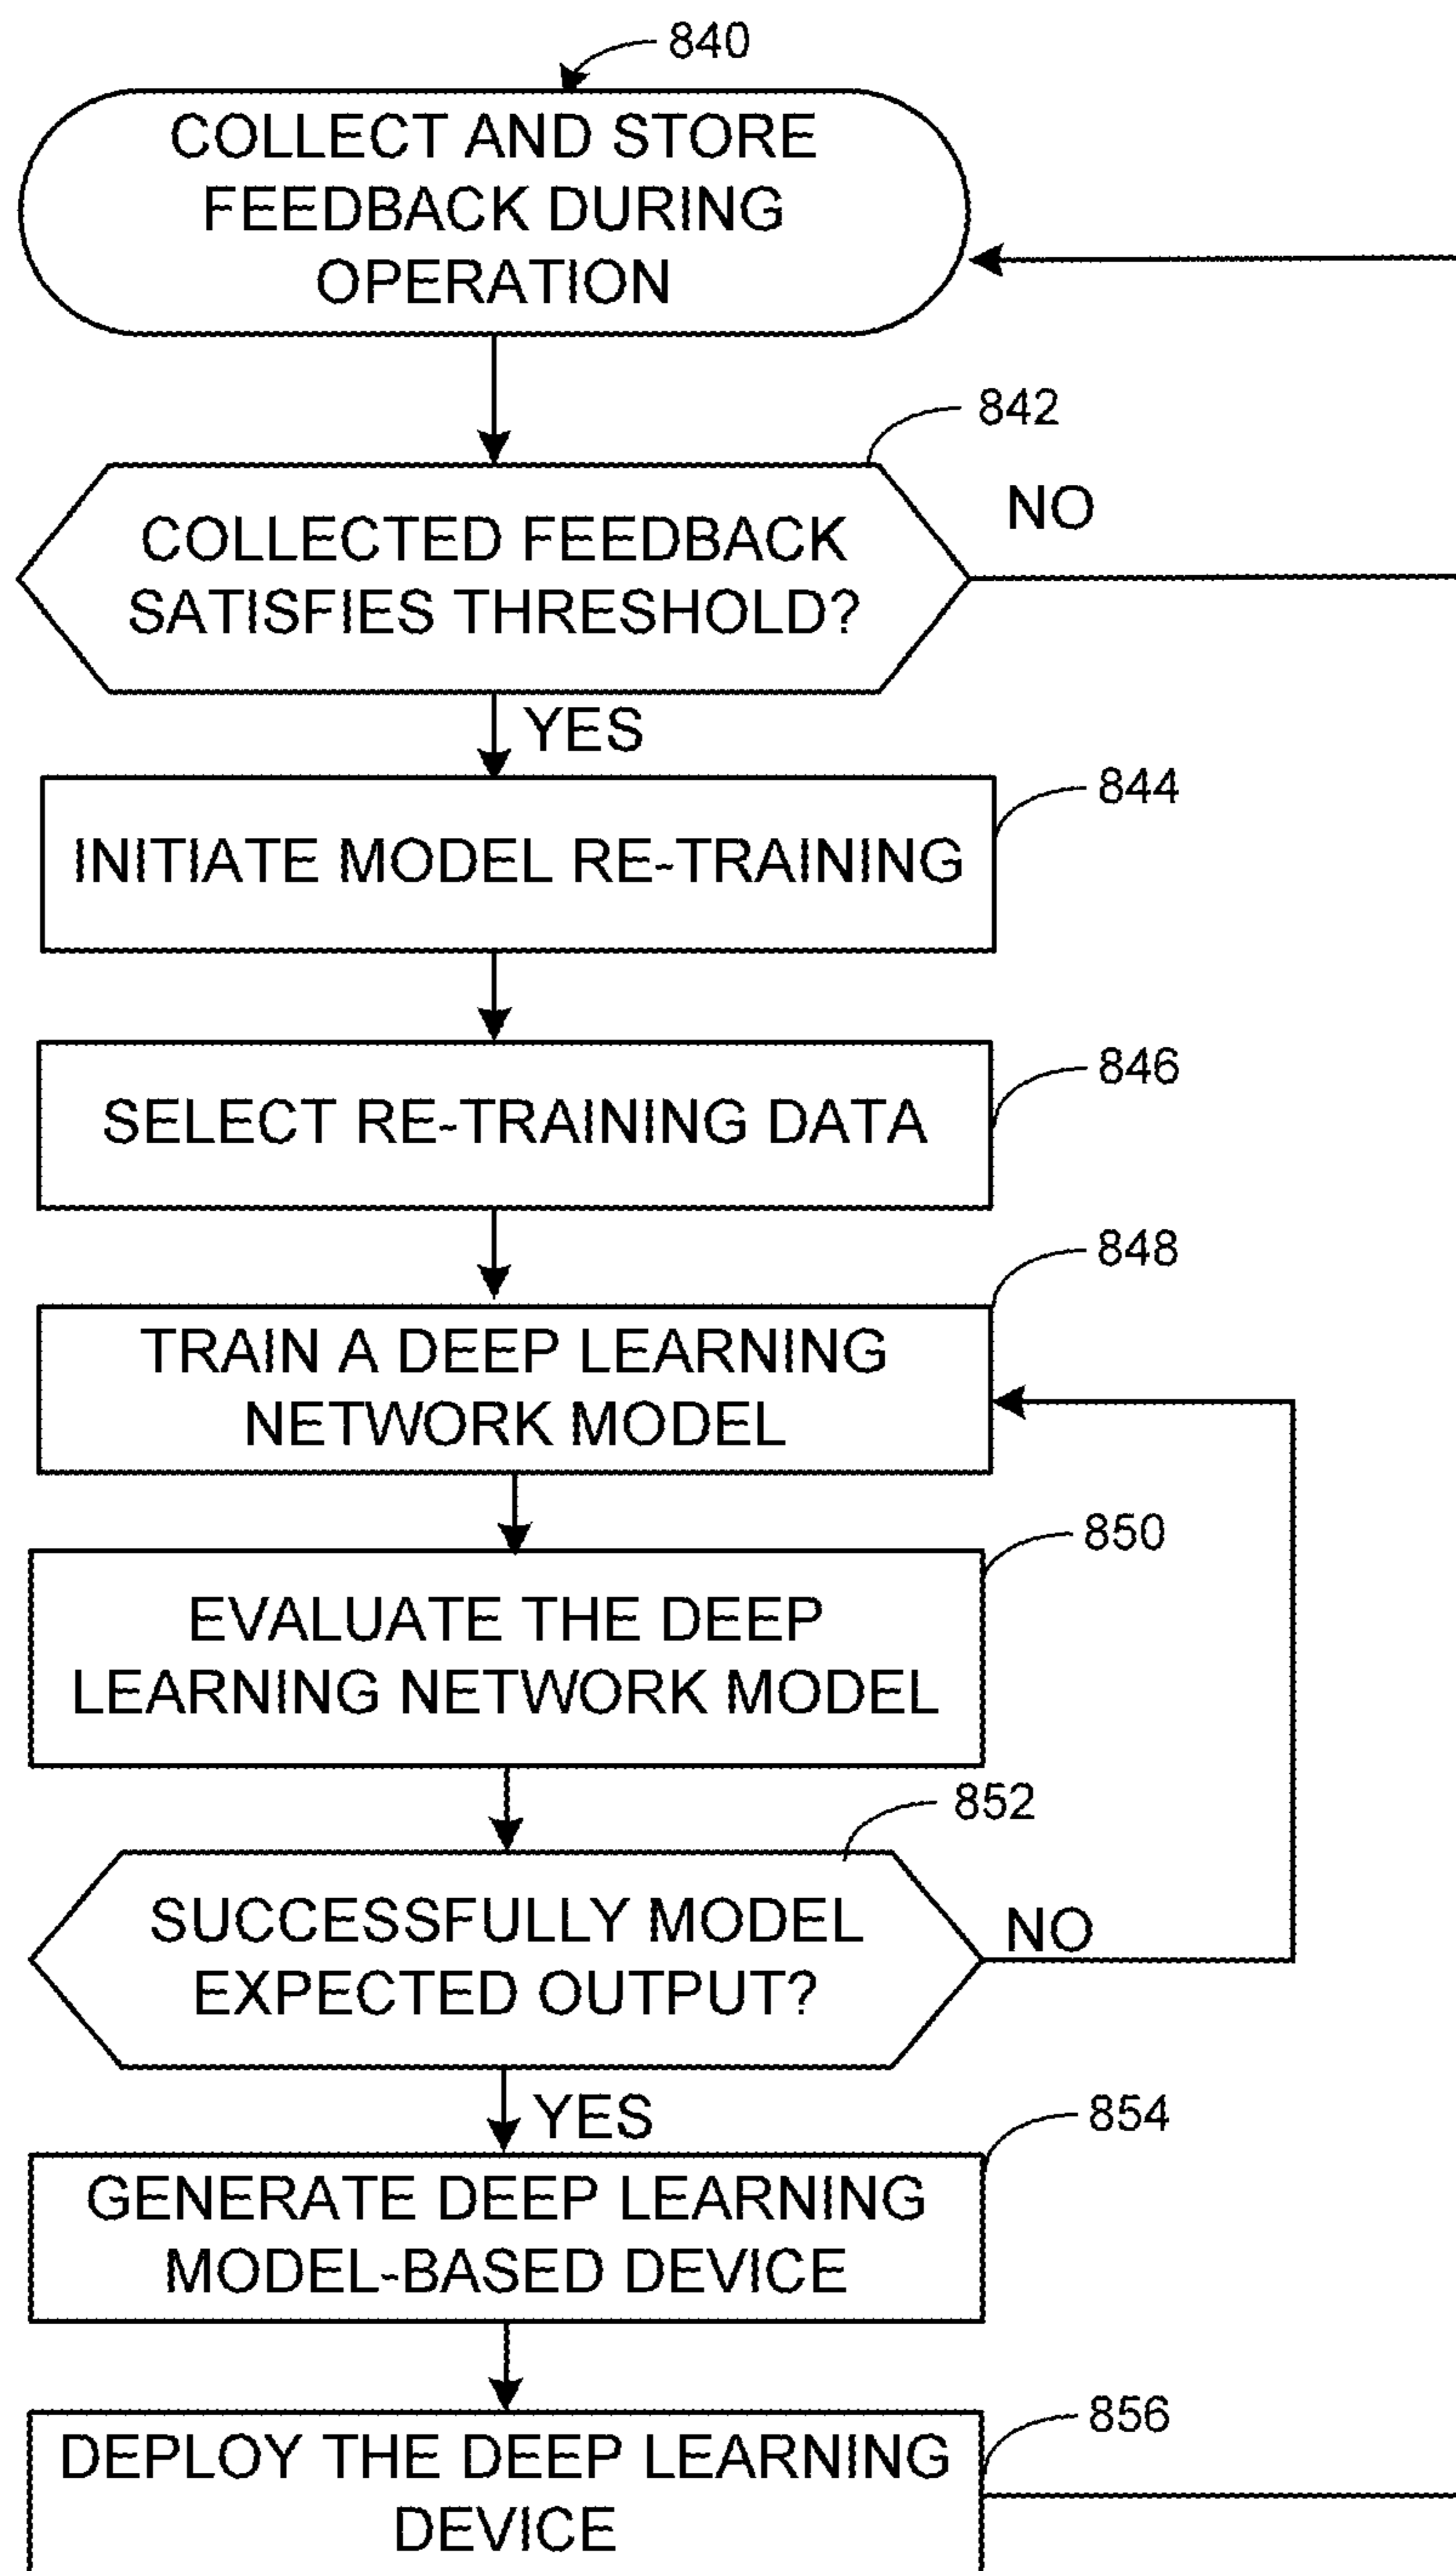 840
COLLECT AND STORE
FEEDBACK DURING
OPERATION
842
COLLECTED FEEDBACK
SATISFIES THRESHOLD?
NO
YES
844
INITIATE MODEL RE-TRAINING
846
SELECT RE-TRAINING DATA
848
TRAIN A DEEP LEARNING
NETWORK MODEL
850
EVALUATE THE DEEP
LEARNING NETWORK MODEL
852
SUCCESSFULLY MODEL
EXPECTED OUTPUT?
NO
YES
854
GENERATE DEEP LEARNING
MODEL-BASED DEVICE
856
DEPLOY THE DEEP LEARNING
DEVICE